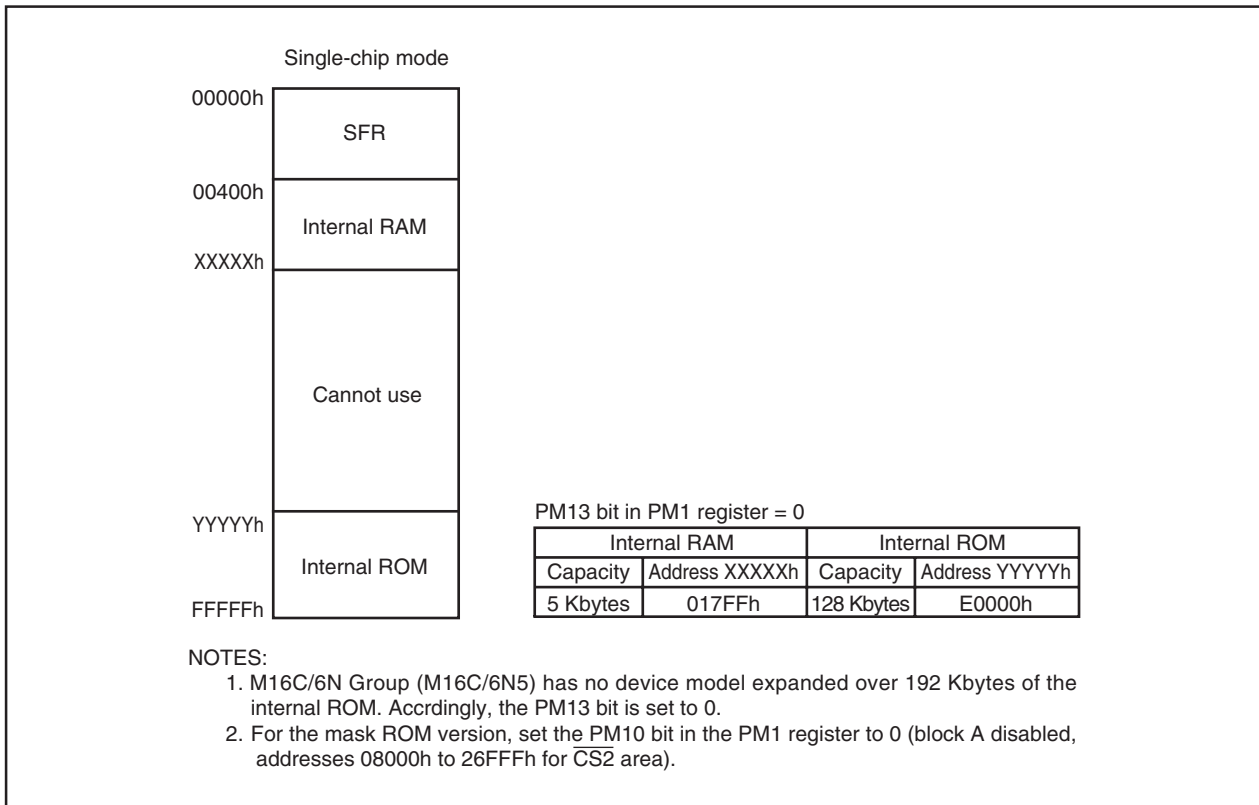 Single-chip mode
00000h
SFR
00400h
Internal RAM
XXXXXh
Cannot use
YYYYYh
Internal ROM
FFFFFh
PM13 bit in PM1 register = 0
Internal RAM Internal ROM
Capacity Address XXXXXh Capacity Address YYYYYh
5 Kbytes 017FFh 128 Kbytes E0000h
NOTES:
1. M16C/6N Group (M16C/6N5) has no device model expanded over 192 Kbytes of the
internal ROM. Accrdingly, the PM13 bit is set to 0.
2. For the mask ROM version, set the PM10 bit in the PM1 register to 0 (block A disabled,
addresses 08000h to 26FFFh for CS2 area).